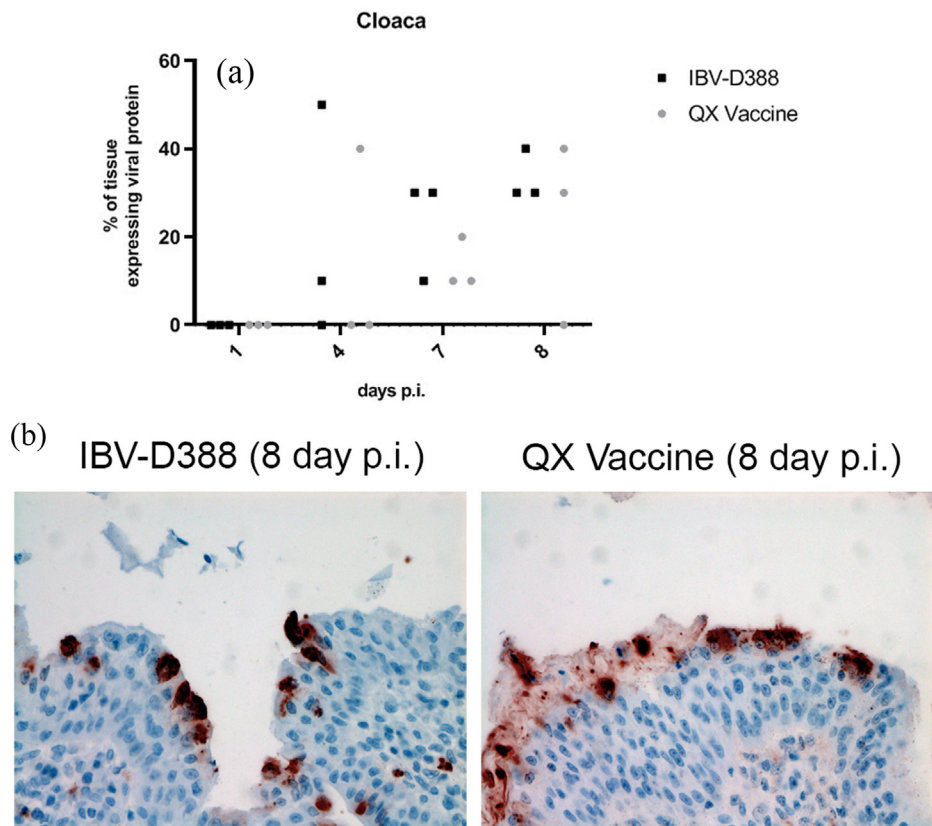 Cloaca
(a)
% of tissue
expressing viral protein
60
40
20
0
1
4
7
8
days p.i.
IBV-D388
QX Vaccine
(b)
IBV-D388 (8 day p.i.)
QX Vaccine (8 day p.i.)